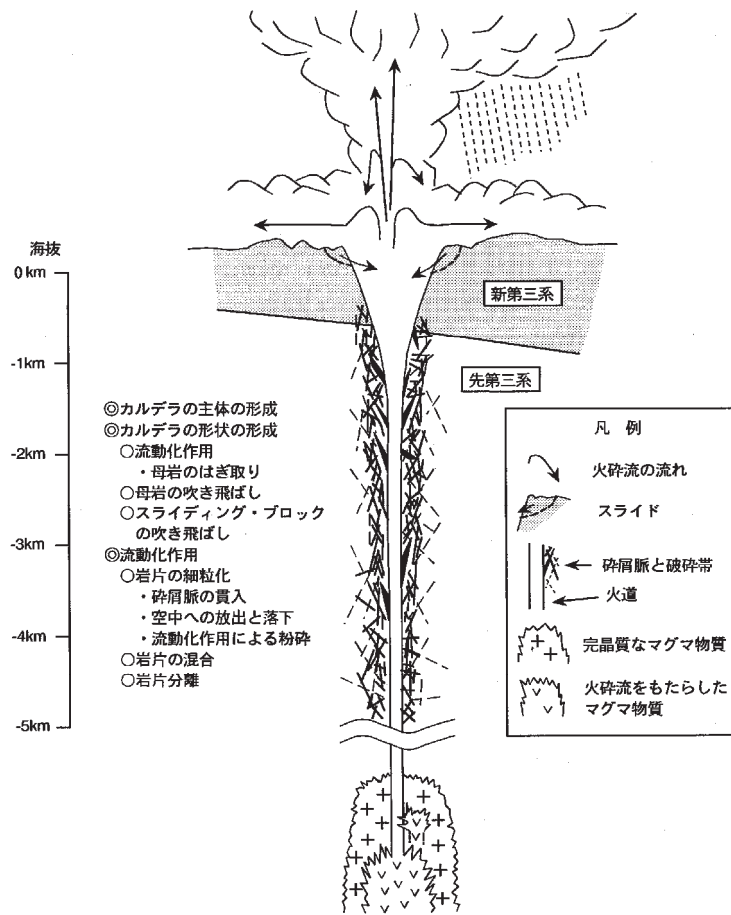 海抜
0km
-1km
-2km
-3km
-4km
-5km
新第三系
先第三系
◎カルデラの主体の形成
◎カルデラの形状の形成
○流動化作用
・母岩のはぎ取り
○母岩の吹き飛ばし
○スライディング・ブロック
の吹き飛ばし
◎流動化作用
○岩片の細粒化
・砕屑脈の貫入
・空中への放出と落下
・流動化作用による粉砕
○岩片の混合
○岩片分離
凡 例
火砕流の流れ
スライド
砕屑脈と破砕帯
火道
完晶質なマグマ物質
火砕流をもたらした
マグマ物質